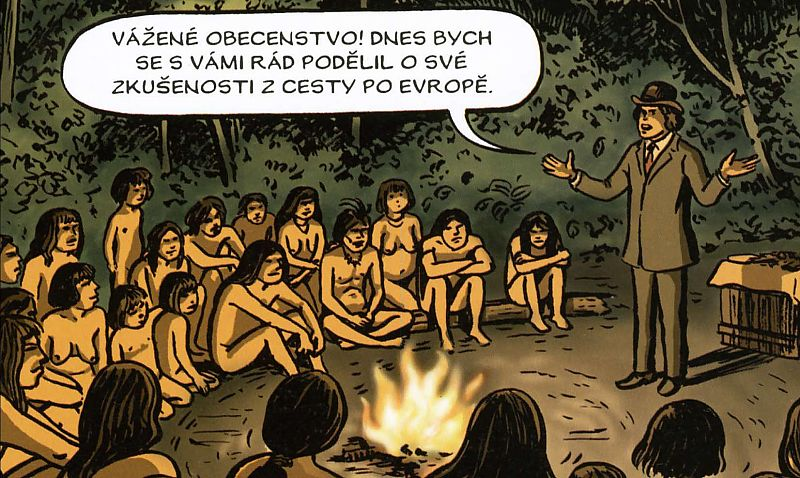 VÁŽENÉ OBECENSTVO! DNES BYCH
SE S VÁMI RÁD PODĚLIL O SVÉ
ZKUŠENOSTI Z CESTY PO EVROPĚ.